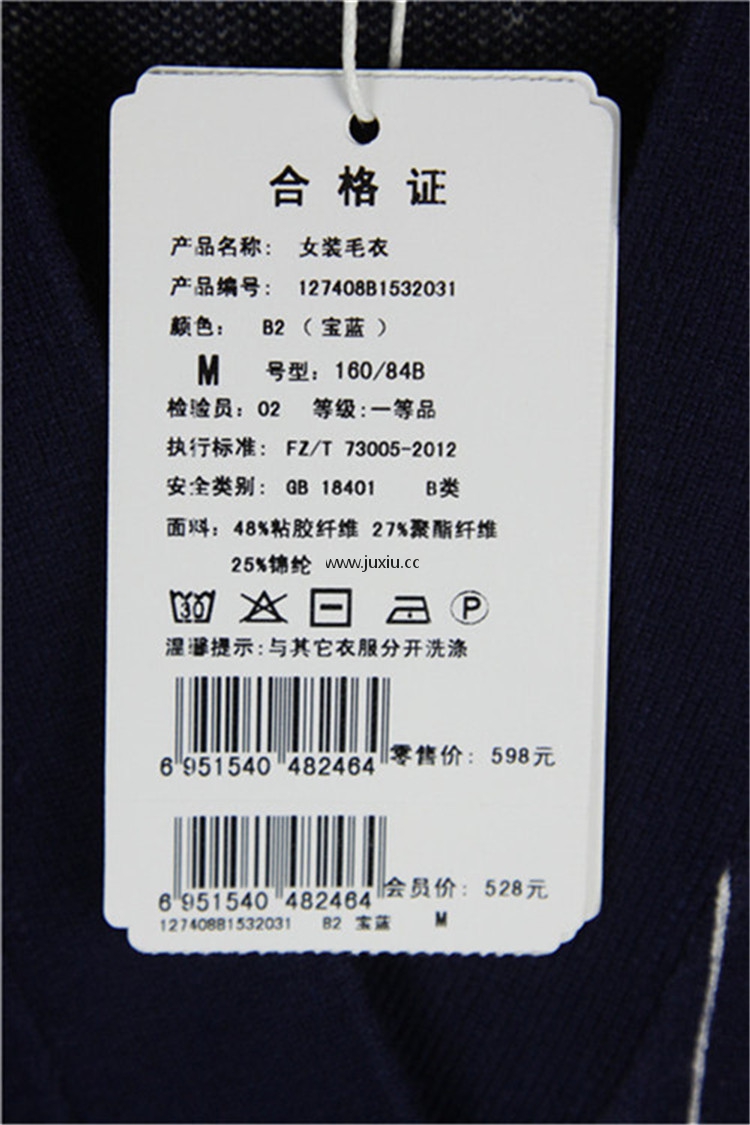 合格证
产品名称: 女装毛衣
产品编号: 127408B1532031
颜色: B2 ( 宝蓝 )
M 号型: 160/84B
检验员: 02 等级:一等品
执行标准: FZ/T 73005-2012
安全类别: GB 18401 B类
面料: 48%粘胶纤维 27%聚酯纤维
25%锦纶 www.juxiu.cc
30 P
温馨提示:与其它衣服分开洗涤
6 951540 482464 零售价: 598元
6 951540 482464 会员价: 528元
127408B1532031 B2 宝蓝 M